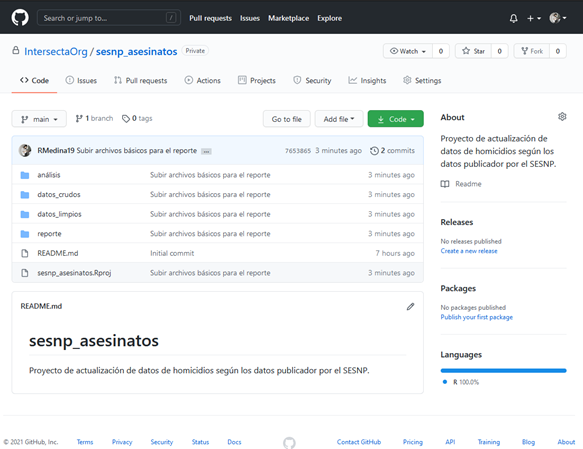 Search or jump to... /
Pull requests Issues Marketplace Explore
IntersectaOrg / sesnp_asesinatos Private
Watch 0 Star 0 Fork 0
Code Issues Pull requests Actions Projects Security Insights Settings
main 1 branch 0 tags Go to file Add file Code
RMedina19 Subir archivos básicos para el reporte ... 7653865 3 minutes ago 2 commits
análisis Subir archivos básicos para el reporte 3 minutes ago
datos_crudos Subir archivos básicos para el reporte 3 minutes ago
datos_limpios Subir archivos básicos para el reporte 3 minutes ago
reporte Subir archivos básicos para el reporte 3 minutes ago
README.md Initial commit 7 hours ago
sesnp_asesinatos.Rproj Subir archivos básicos para el reporte 3 minutes ago
README.md
sesnp_asesinatos
Proyecto de actualización de datos de homicidios según los datos publicador por el SESNP.
About
Proyecto de actualización de
datos de homicidios según los
datos publicador por el SESNP.
Readme
Releases
No releases published
Create a new release
Packages
No packages published
Publish your first package
Languages
R 100.0%
© 2021 GitHub, Inc. Terms Privacy Security Status Docs Contact GitHub Pricing API Training Blog About